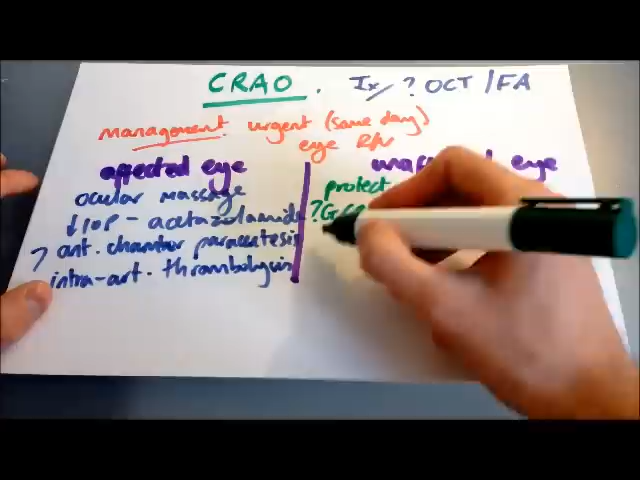 CRAO. Ix/ ? OCT / FA
management urgent (same day)
eye R/V
affected eye
ocular massage
↓IOP - acetazolamide
? ant. chamber paracentesis
intra-art. thrombolysis
eye
protect